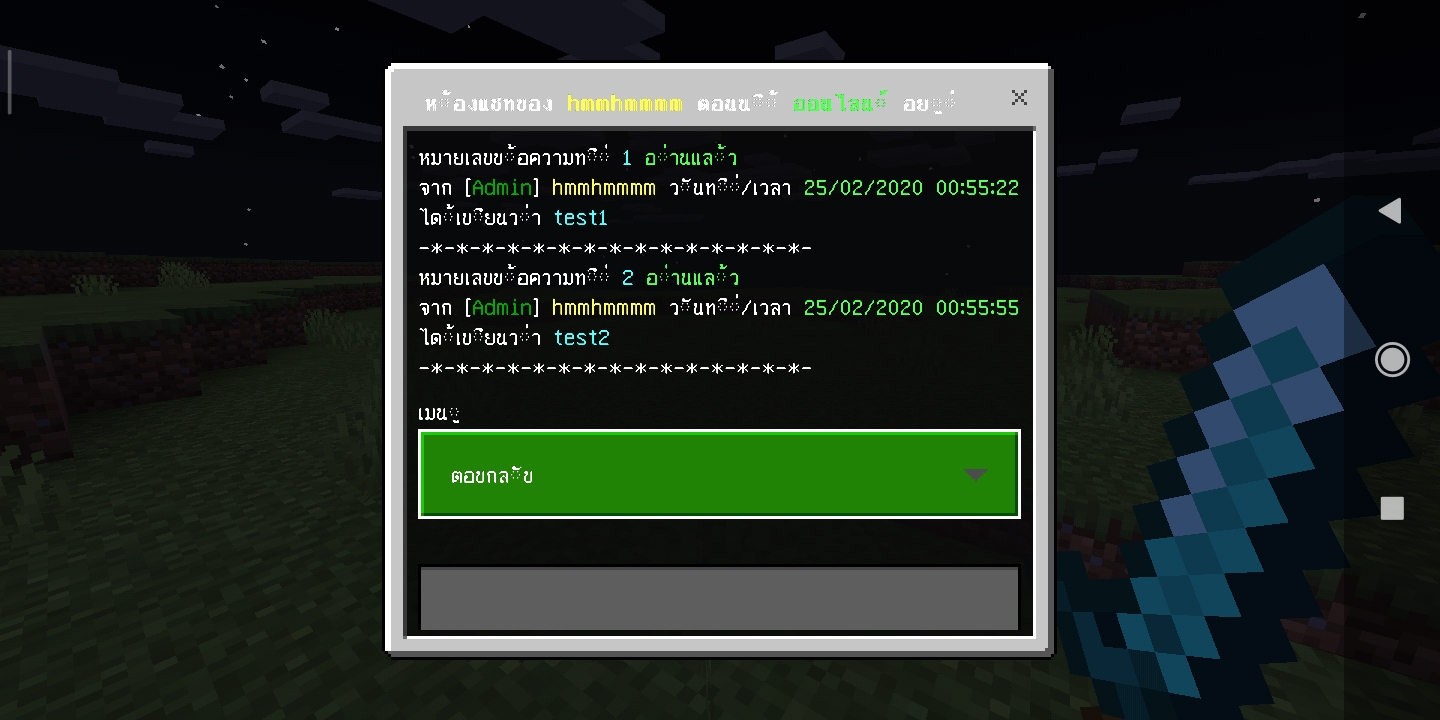 ห้องแชทของ hmmhmmmm ตอนนี้ ออนไลน์ อยู่
หมายเลขข้อความที่ 1 อ่านแล้ว
จาก [Admin] hmmhmmmm วันที่/เวลา 25/02/2020 00:55:22
ได้เขียนว่า test1
-*-*-*-*-*-*-*-*-*-*-*-*-*-*-*-
หมายเลขข้อความที่ 2 อ่านแล้ว
จาก [Admin] hmmhmmmm วันที่/เวลา 25/02/2020 00:55:55
ได้เขียนว่า test2
-*-*-*-*-*-*-*-*-*-*-*-*-*-*-*-
เมนู
ตอบกลับ